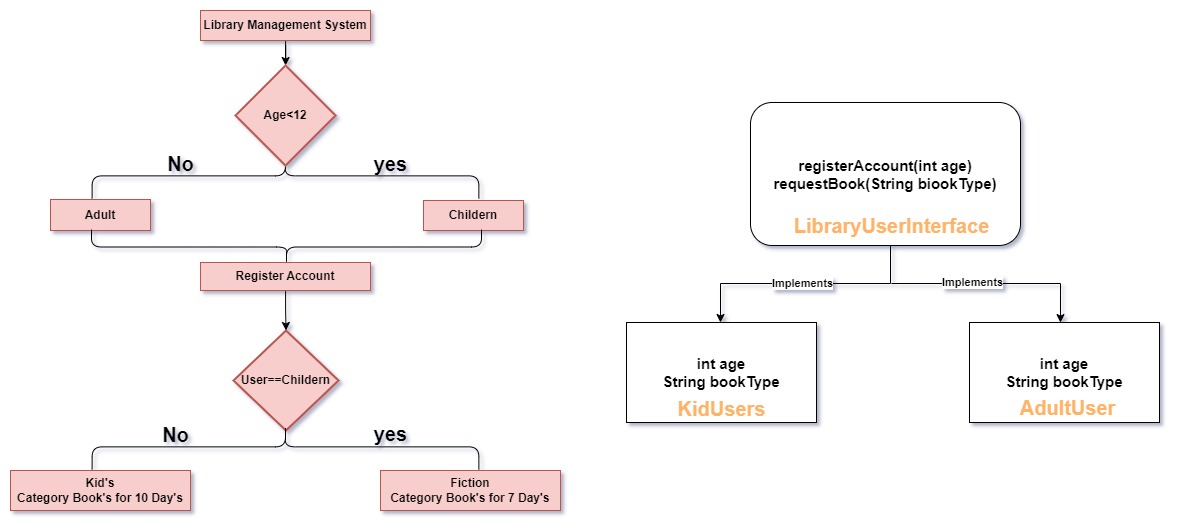 Library Management System
Age<12
No
yes
Adult
Childern
Register Account
User==Childern
No
yes
Kid's
Category Book's for 10 Day's
Fiction
Category Book's for 7 Day's
registerAccount(int age)
requestBook(String biookType)
LibraryUserInterface
Implements
Implements
int age
String bookType
KidUsers
int age
String bookType
AdultUser